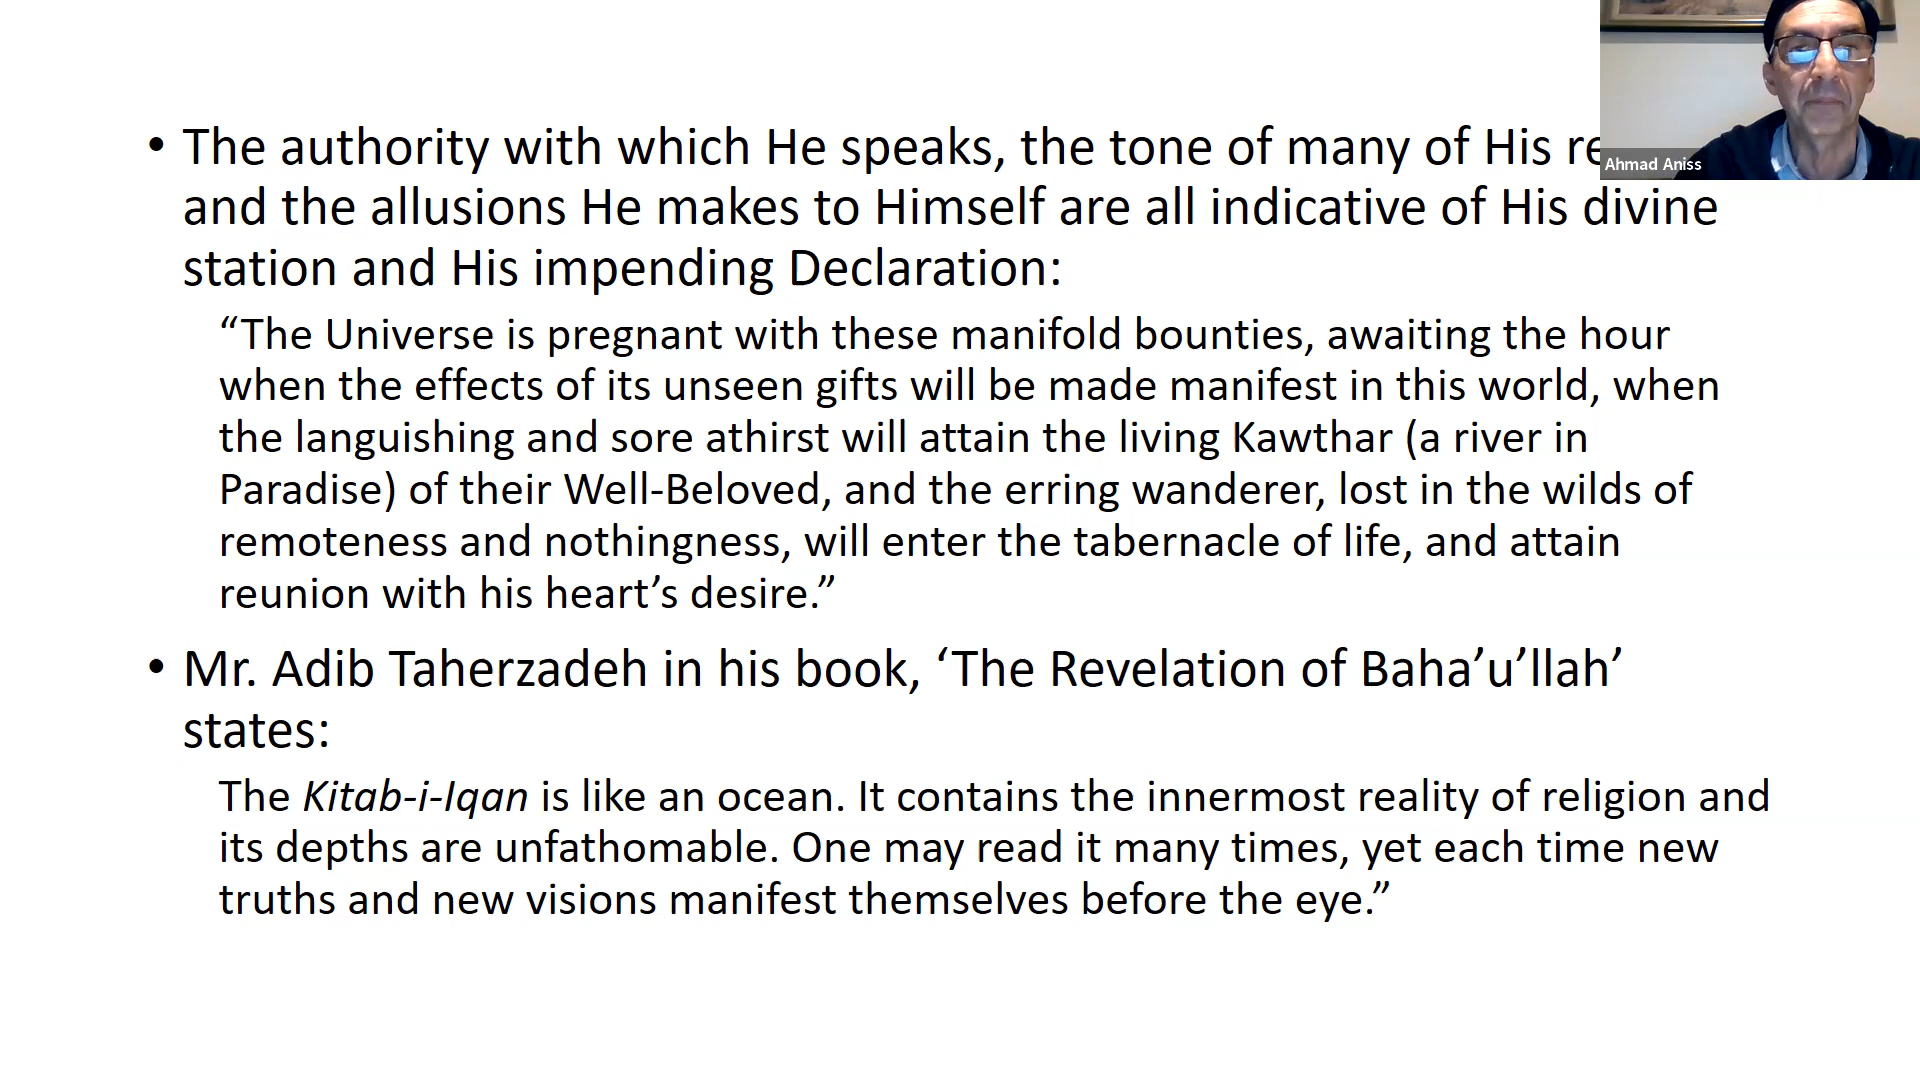 • The authority with which He speaks, the tone of many of His
and the allusions He makes to Himself are all indicative of His divine
station and His impending Declaration:
“The Universe is pregnant with these manifold bounties, awaiting the hour
when the effects of its unseen gifts will be made manifest in this world, when
the languishing and sore athirst will attain the living Kawthar (a river in
Paradise) of their Well-Beloved, and the erring wanderer, lost in the wilds of
remoteness and nothingness, will enter the tabernacle of life, and attain
reunion with his heart’s desire.”
• Mr. Adib Taherzadeh in his book, ‘The Revelation of Baha’u’llah’
states:
The Kitab-i-Iqan is like an ocean. It contains the innermost reality of religion and
its depths are unfathomable. One may read it many times, yet each time new
truths and new visions manifest themselves before the eye.”
Ahmad Aniss